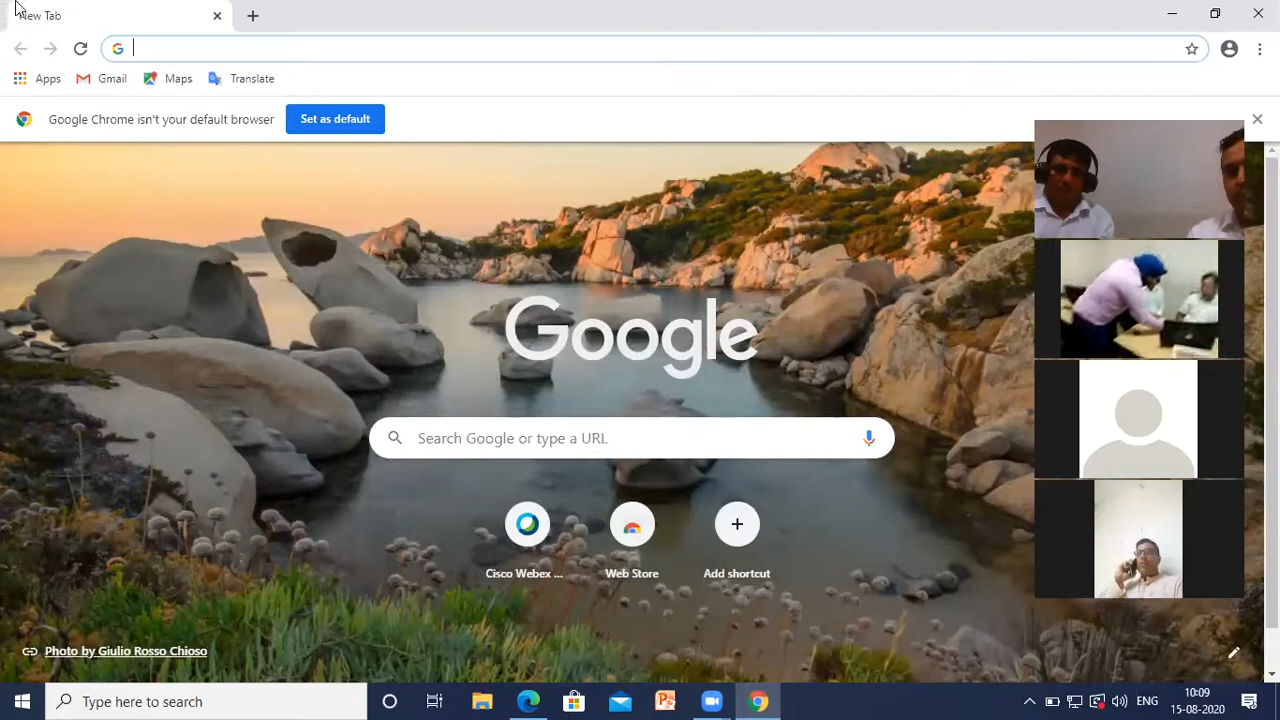 New Tab
Apps
Gmail
Maps
Translate
Google Chrome isn't your default browser
Set as default
Google
Search Google or type a URL
Cisco Webex ...
Web Store
Add shortcut
Photo by Giulio Rosso Chioso
Type here to search
ENG
10:09
15-08-2020